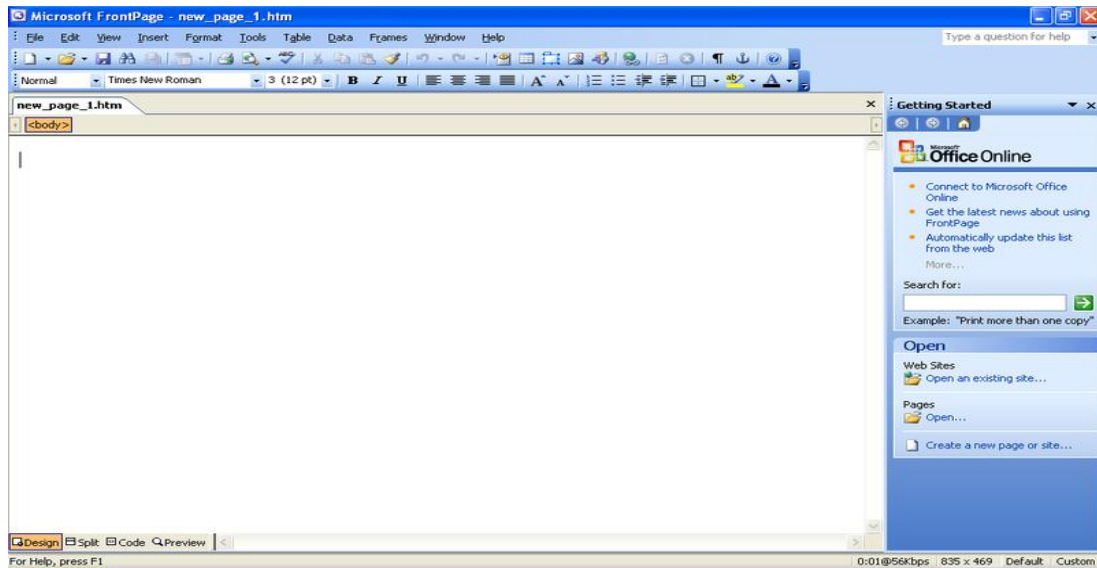 Microsoft FrontPage - new_page_1.htm
File Edit View Insert Format Tools Table Data Frames Window Help
Type a question for help
Normal Times New Roman 3 (12 pt) B I U A A ab A
new_page_1.htm
<body>
Getting Started
Microsoft
Office Online
Connect to Microsoft Office
Online
Get the latest news about using
FrontPage
Automatically update this list
from the web
More...
Search for:
Example: "Print more than one copy"
Open
Web Sites
Open an existing site...
Pages
Open...
Create a new page or site...
Design Split Code Preview
For Help, press F1
0:01@56Kbps 835 x 469 Default Custom